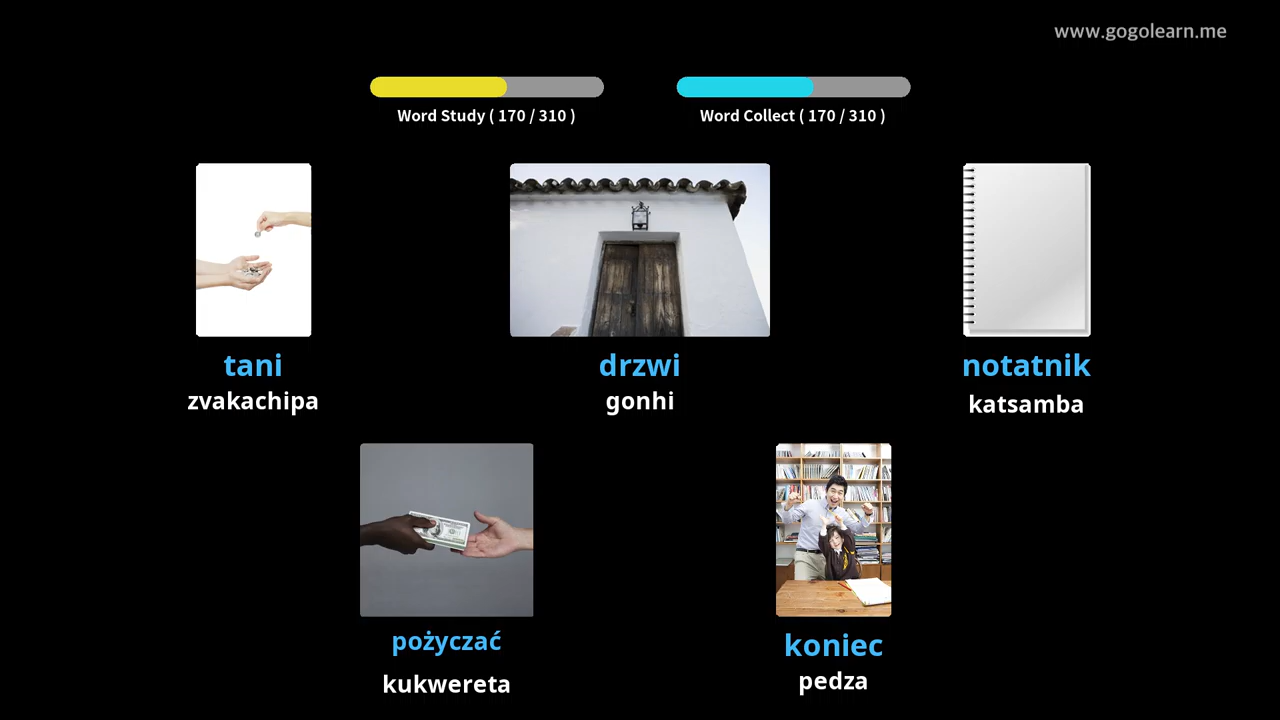 www.gogolearn.me
Word Study ( 170 / 310 )
Word Collect ( 170 / 310 )
tani
zvakachipa
drzwi
gonhi
notatnik
katsamba
pożyczać
kukwereta
koniec
pedza